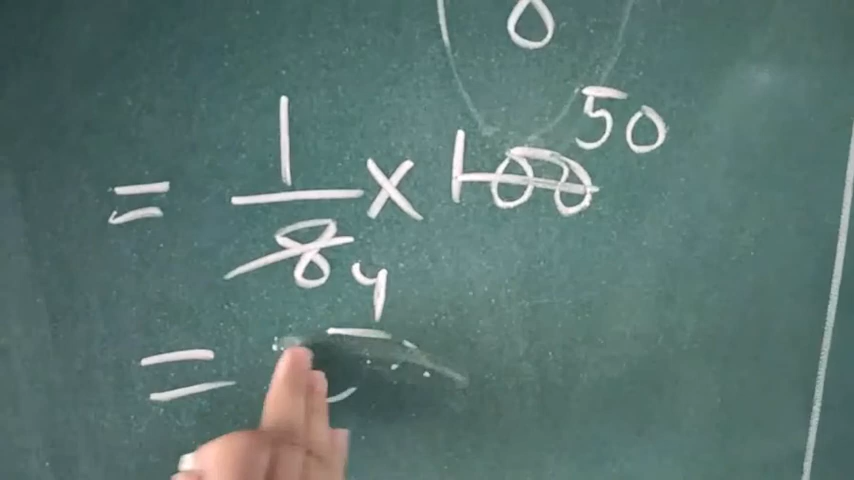 8
50
= 1/8 × 100
4
=